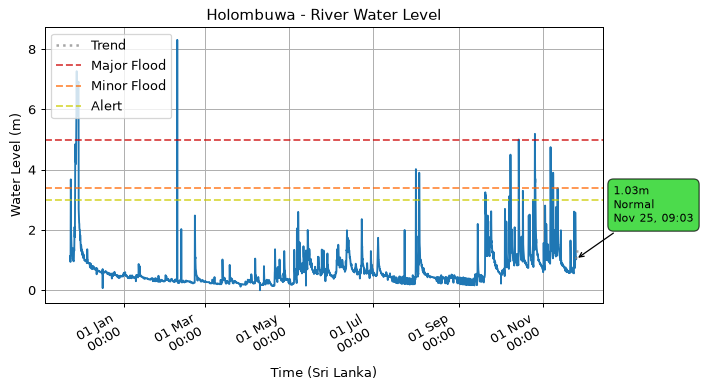 Holombuwa - River Water Level
Trend
Major Flood
Minor Flood
Alert
Water Level (m)
8
6
4
2
0
1.03m
Normal
Nov 25, 09:03
01 Jan
00:00
01 Mar
00:00
01 May
00:00
01 Jul
00:00
01 Sep
00:00
01 Nov
00:00
Time (Sri Lanka)